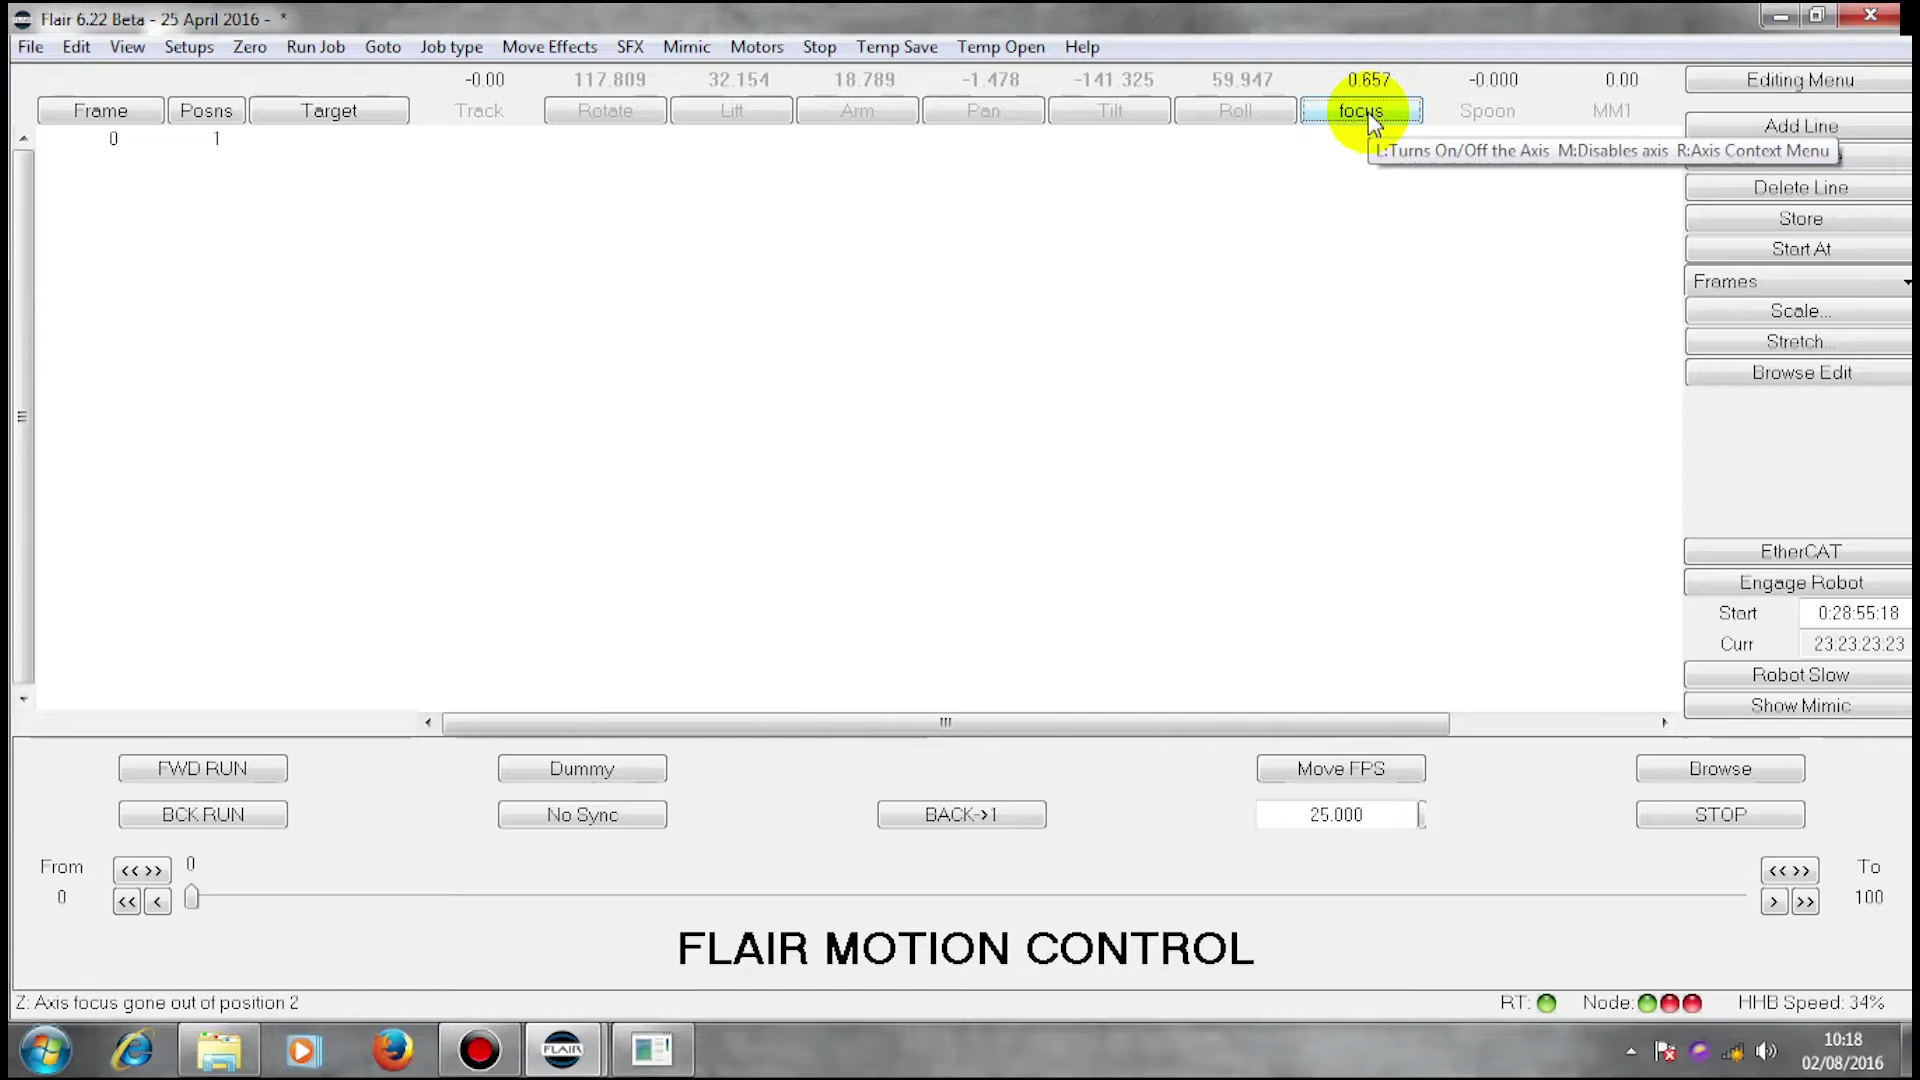 Flair 6.22 Beta - 25 April 2016 - *
File Edit View Setups Zero Run Job Goto Job type Move Effects SFX Mimic Motors Stop Temp Save Temp Open Help
-0.00 117.809 32.154 18.789 -1.478 -141.325 59.947 0.657 -0.000 0.00 Editing Menu
Frame Posns Target Track Rotate Lift Arm Pan Tilt Roll focus Spoon MM1
Add Line
0 1
L:Turns On/Off the Axis M:Disables axis R:Axis Context Menu
Delete Line
Store
Start At
Frames
Scale...
Stretch...
Browse Edit
EtherCAT
Engage Robot
Start 0:28:55:18
Curr 23:23:23:23
Robot Slow
Show Mimic
FWD RUN Dummy Move FPS Browse
BCK RUN No Sync BACK->1 25.000 STOP
From << >> 0 << >> To
0 << < > >> 100
FLAIR MOTION CONTROL
Z: Axis focus gone out of position 2 RT: Node: HHB Speed: 34%
FLAIR
10:18
02/08/2016